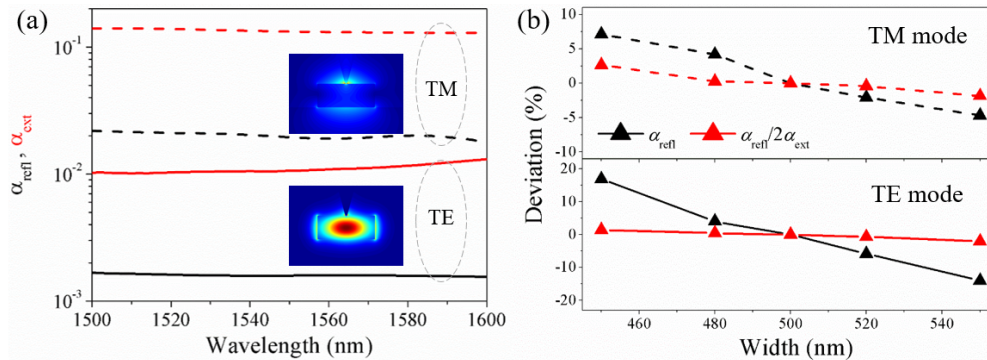 (a)
10⁻¹
10⁻²
10⁻³
α_refl, α_ext
TM
TE
1500 1520 1540 1560 1580 1600
Wavelength (nm)
(b)
10
5
0
-5
TM mode
α_refl
α_refl/2α_ext
20
10
0
-10
-20
TE mode
Deviation (%)
460 480 500 520 540
Width (nm)